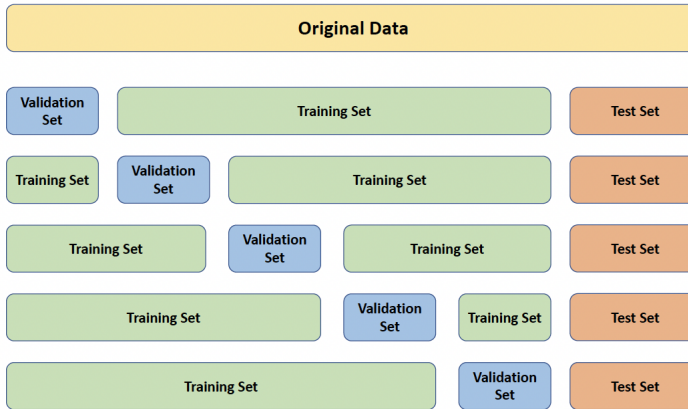 Original Data
Validation
Set
Training Set
Test Set
Training Set
Validation
Set
Training Set
Test Set
Training Set
Validation
Set
Training Set
Test Set
Training Set
Validation
Set
Training Set
Test Set
Training Set
Validation
Set
Test Set